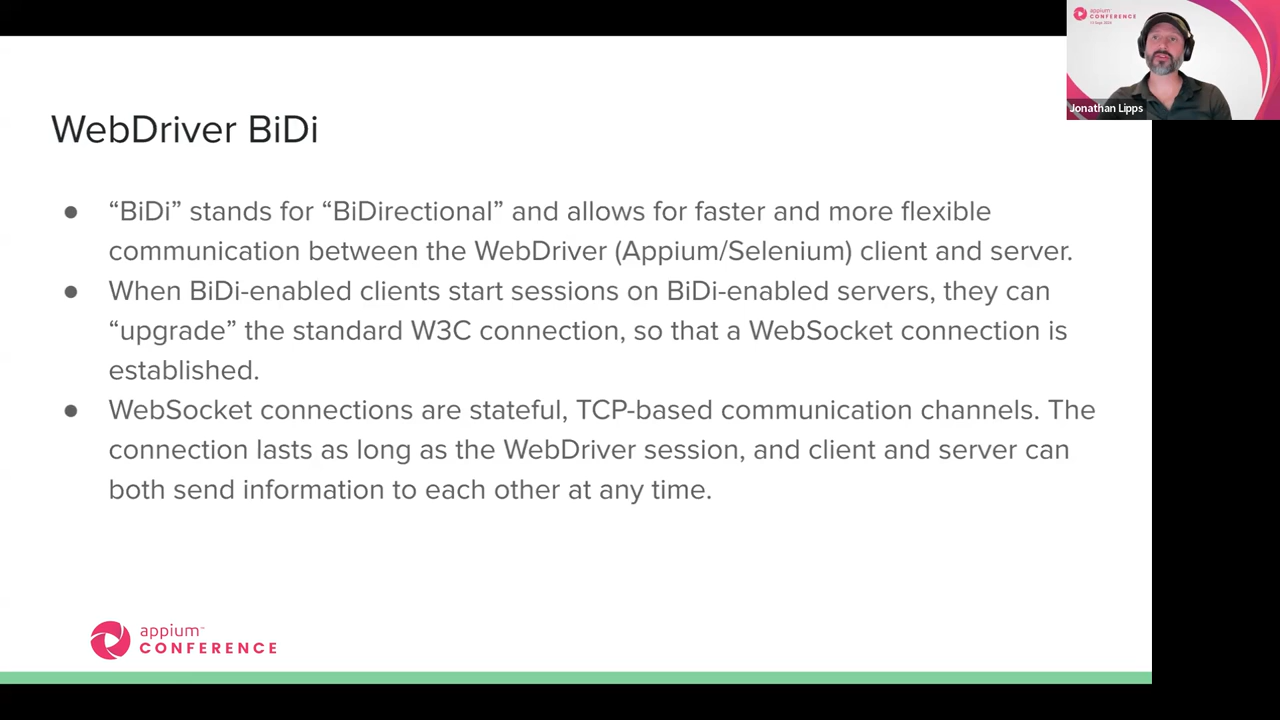 appium™
CONFERENCE
Jonathan Lipps
WebDriver BiDi
● “BiDi” stands for “BiDirectional” and allows for faster and more flexible
communication between the WebDriver (Appium/Selenium) client and server.
● When BiDi-enabled clients start sessions on BiDi-enabled servers, they can
“upgrade” the standard W3C connection, so that a WebSocket connection is
established.
● WebSocket connections are stateful, TCP-based communication channels. The
connection lasts as long as the WebDriver session, and client and server can
both send information to each other at any time.
appium™
CONFERENCE